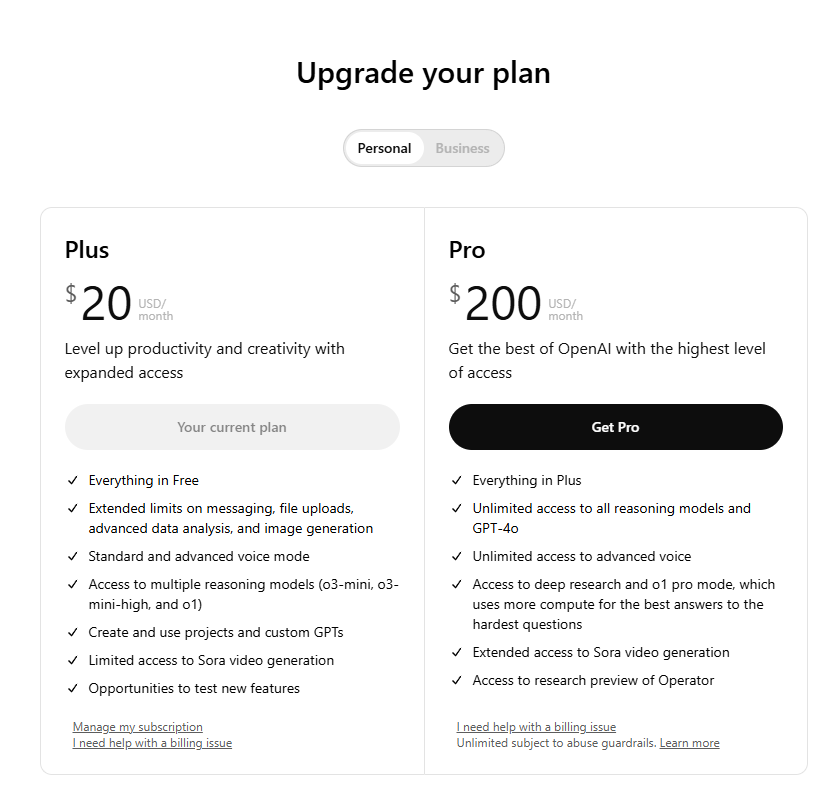 Upgrade your plan
Personal
Business
Plus
$ 20 USD/
month
Level up productivity and creativity with
expanded access
Your current plan
Everything in Free
Extended limits on messaging, file uploads,
advanced data analysis, and image generation
Standard and advanced voice mode
Access to multiple reasoning models (o3-mini, o3-
mini-high, and o1)
Create and use projects and custom GPTs
Limited access to Sora video generation
Opportunities to test new features
Manage my subscription
I need help with a billing issue
Pro
$ 200 USD/
month
Get the best of OpenAI with the highest level
of access
Get Pro
Everything in Plus
Unlimited access to all reasoning models and
GPT-4o
Unlimited access to advanced voice
Access to deep research and o1 pro mode, which
uses more compute for the best answers to the
hardest questions
Extended access to Sora video generation
Access to research preview of Operator
I need help with a billing issue
Unlimited subject to abuse guardrails. Learn more